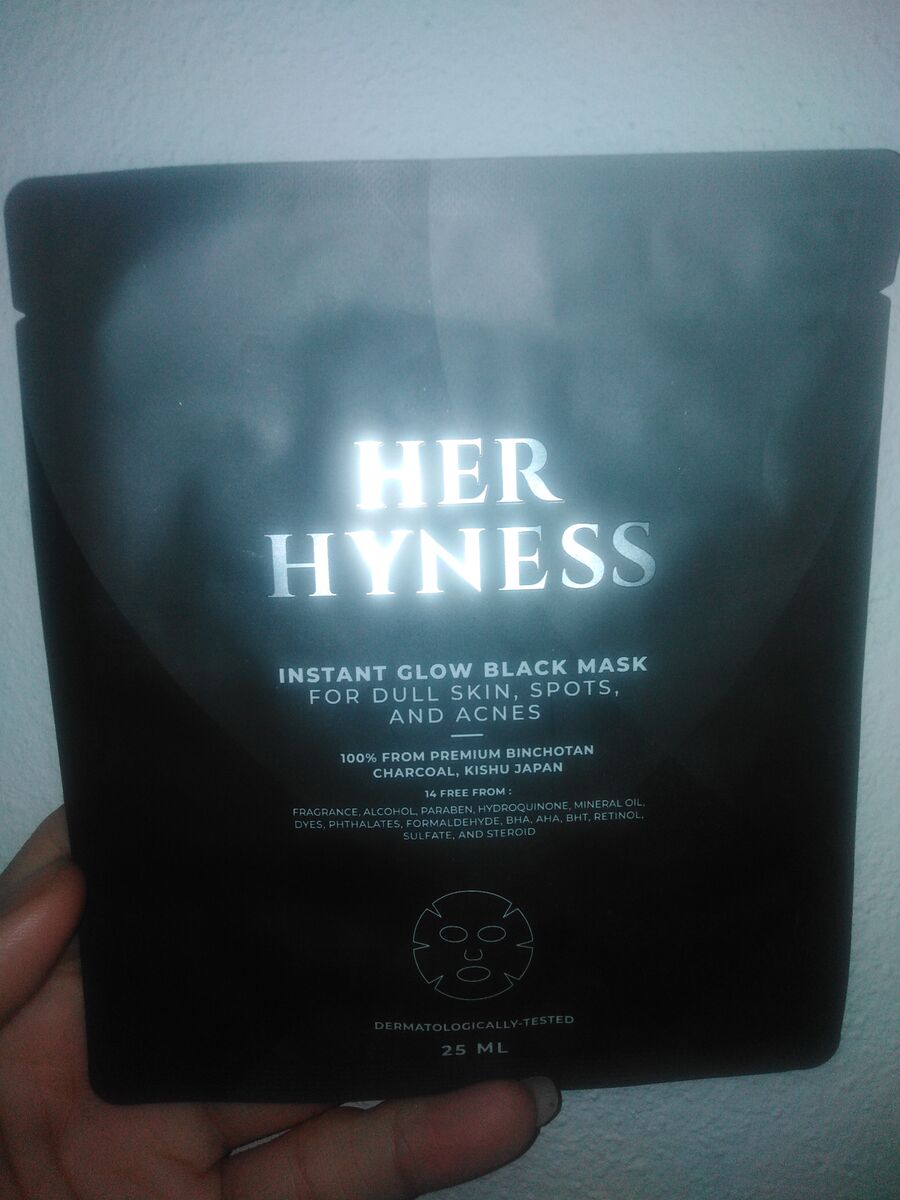 HER
HYNESS
INSTANT GLOW BLACK MASK
FOR DULL SKIN, SPOTS,
AND ACNES
100% FROM PREMIUM BINCHOTAN
CHARCOAL, KISHU JAPAN
14 FREE FROM :
FRAGRANCE, ALCOHOL, PARABEN, HYDROQUINONE, MINERAL OIL,
DYES, PHTHALATES, FORMALDEHYDE, BHA, AHA, BHT, RETINOL,
SULFATE, AND STEROID
DERMATOLOGICALLY-TESTED
25 ML